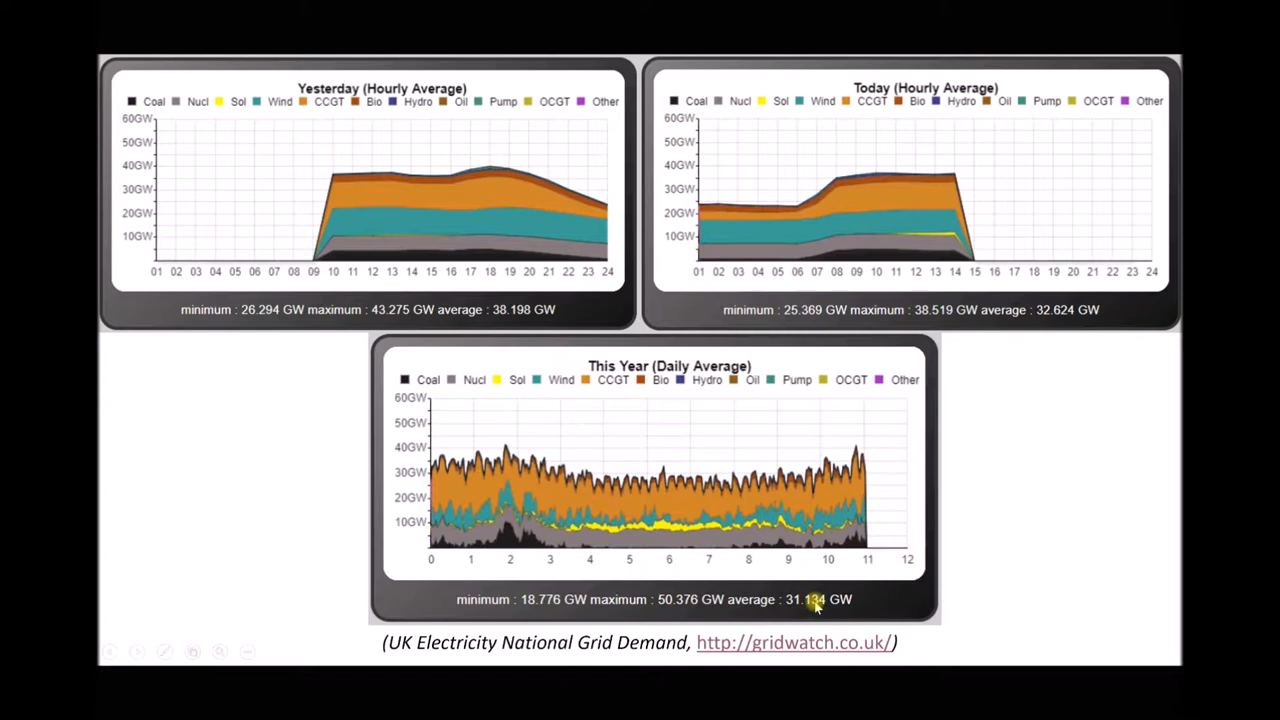 Yesterday (Hourly Average)
Coal Nucl Sol Wind CCGT Bio Hydro Oil Pump OCGT Other
60GW
50GW
40GW
30GW
20GW
10GW
01 02 03 04 05 06 07 08 09 10 11 12 13 14 15 16 17 18 19 20 21 22 23 24
minimum : 26.294 GW maximum : 43.275 GW average : 38.198 GW
Today (Hourly Average)
Coal Nucl Sol Wind CCGT Bio Hydro Oil Pump OCGT Other
60GW
50GW
40GW
30GW
20GW
10GW
01 02 03 04 05 06 07 08 09 10 11 12 13 14 15 16 17 18 19 20 21 22 23 24
minimum : 25.369 GW maximum : 38.519 GW average : 32.624 GW
This Year (Daily Average)
Coal Nucl Sol Wind CCGT Bio Hydro Oil Pump OCGT Other
60GW
50GW
40GW
30GW
20GW
10GW
0 1 2 3 4 5 6 7 8 9 10 11 12
minimum : 18.776 GW maximum : 50.376 GW average : 31.134 GW
(UK Electricity National Grid Demand, http://gridwatch.co.uk/)